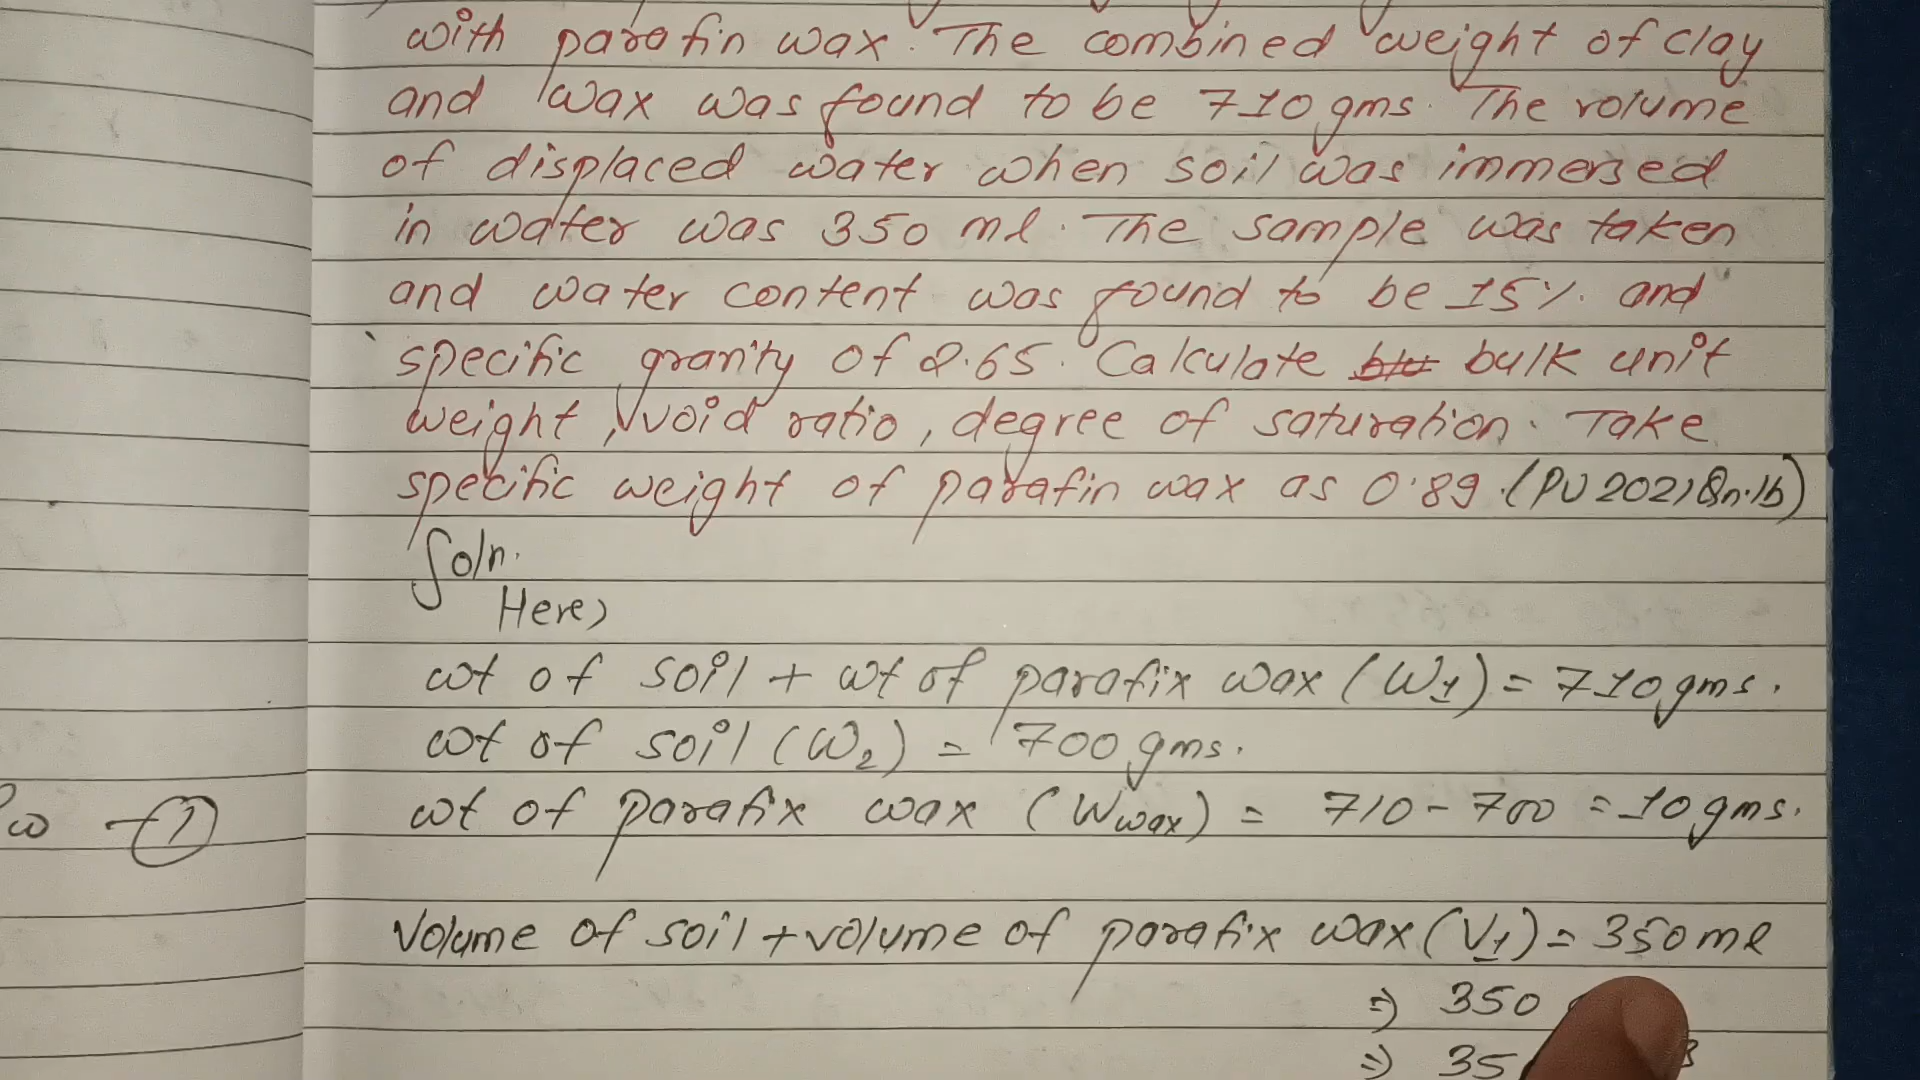 with parafin wax. The combined weight of clay
and wax was found to be 710 gms. The volume
of displaced water when soil was immersed
in water was 350 ml. The sample was taken
and water content was found to be 15%. and
specific gravity of 2.65. Calculate bulk unit
weight, void ratio, degree of saturation. Take
specific weight of parafin wax as 0.89. (PU 2021 Qn.1b)
Soln.
Here,
wt of soil + wt of parafix wax (W1) = 710 gms.
wt of soil (W2) = 700 gms.
wt of parafix wax (Wwax) = 710 - 700 = 10 gms.
ω - 1
Volume of soil + volume of parafix wax (V1) = 350 ml
⇒ 350
⇒ 35